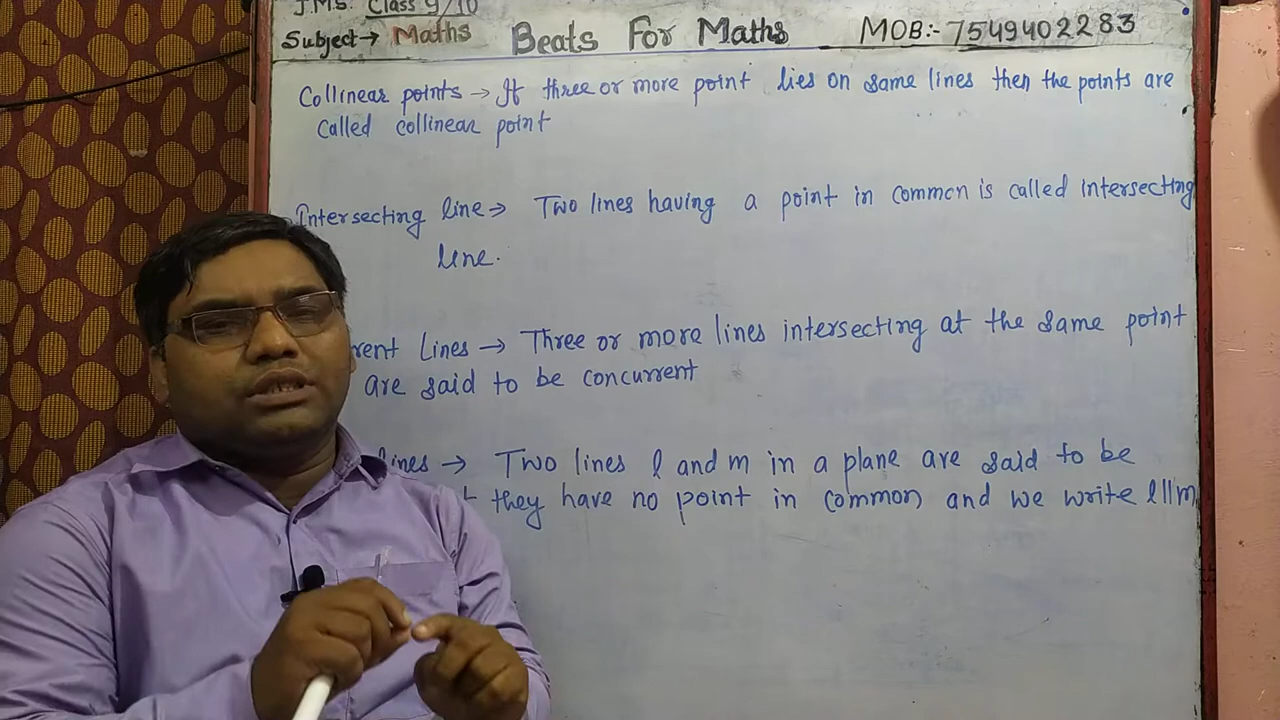 J.M.S. Class 9/10
Subject → Maths Beats For Maths MOB:- 7549402283
Collinear points → If three or more point lies on same lines then the points are
called collinear point
Intersecting line → Two lines having a point in common is called intersecting
line.
rent Lines → Three or more lines intersecting at the same point
are said to be concurrent
lines → Two lines l and m in a plane are said to be
they have no point in common and we write l||m